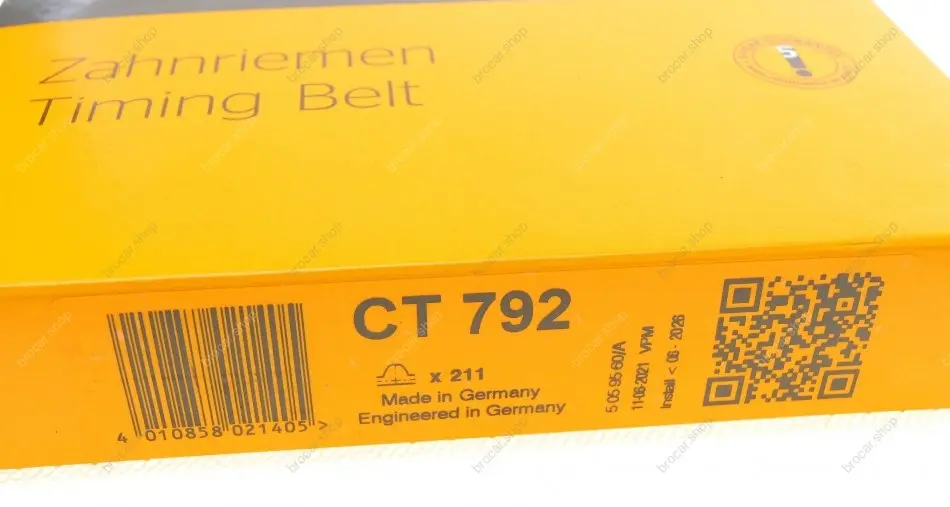 Zahnriemen
Timing Belt
5
CT 792
x 211
Made in Germany
Engineered in Germany
4 010858 021405 >
5 05 95 60/A
11-06-2021 VPM
Install < 06 - 2026
brocar.shop